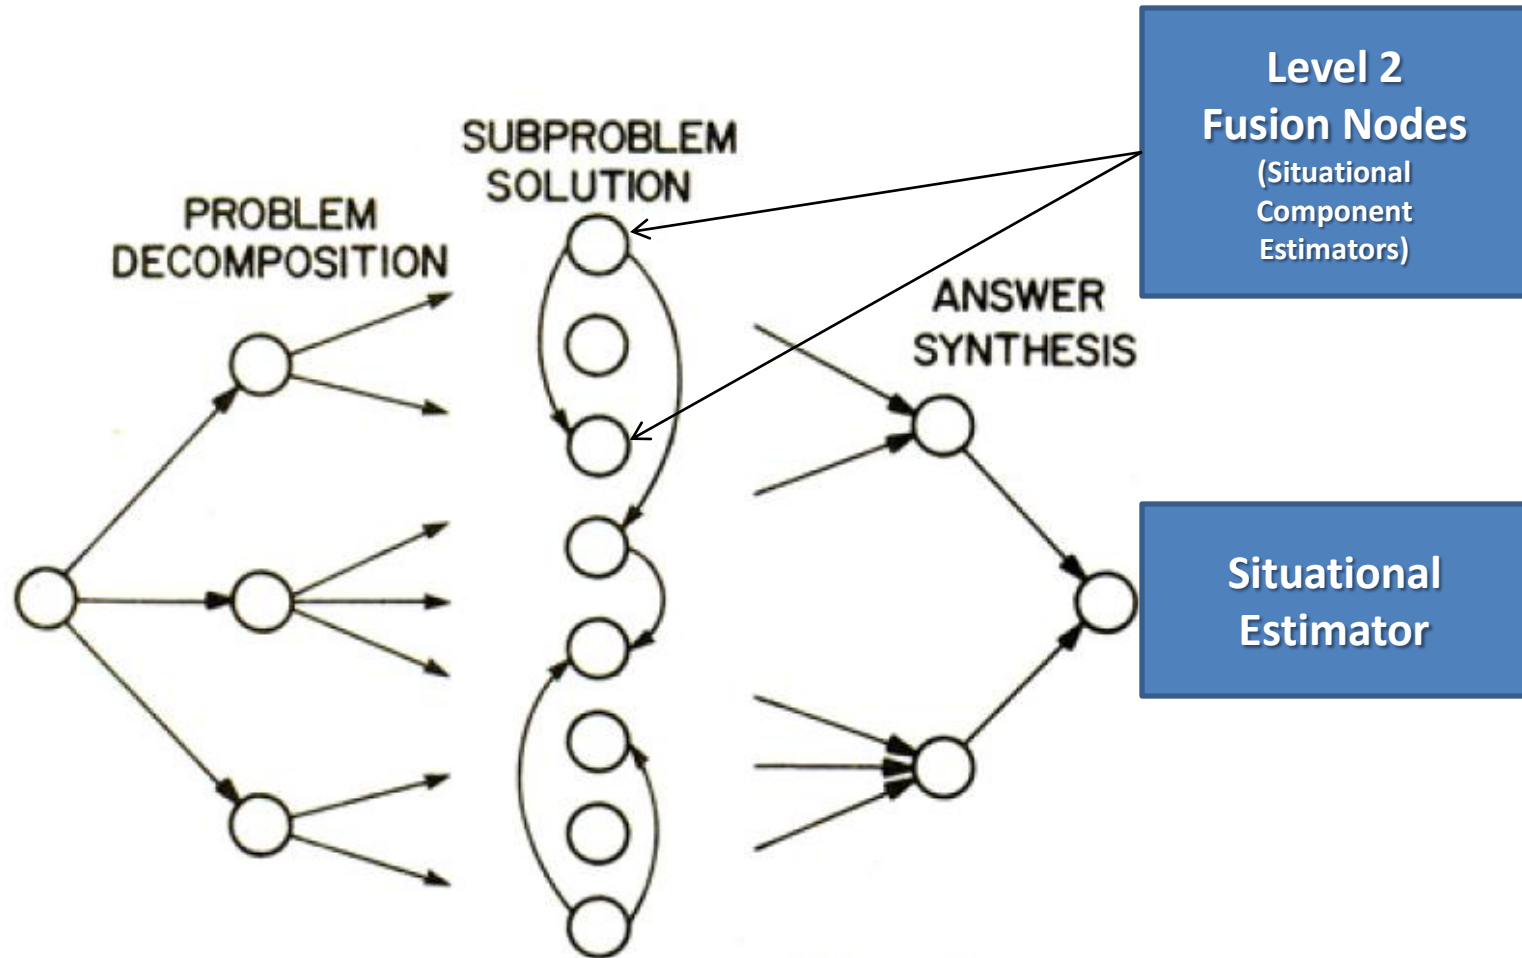 PROBLEM
DECOMPOSITION
SUBPROBLEM
SOLUTION
ANSWER
SYNTHESIS
Level 2
Fusion Nodes
(Situational
Component
Estimators)
Situational
Estimator